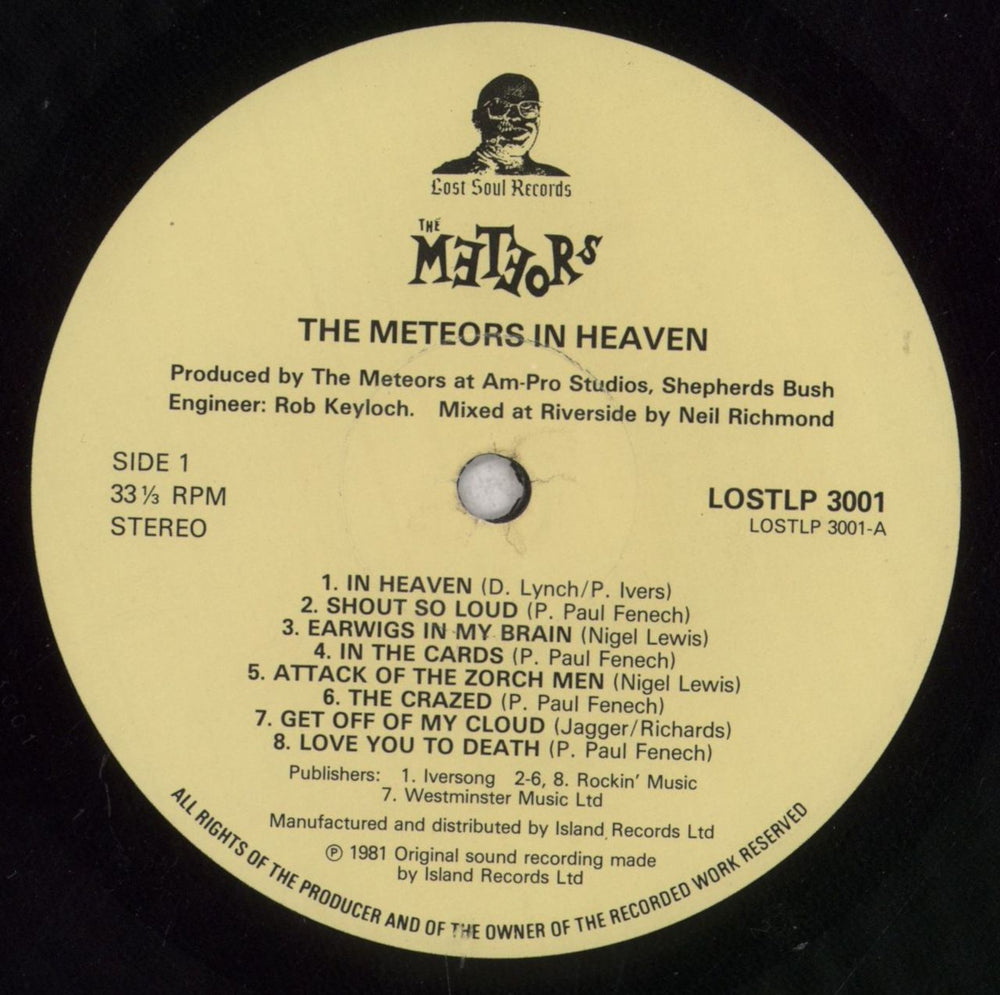 Lost Soul Records
THE
METEORS
THE METEORS IN HEAVEN
Produced by The Meteors at Am-Pro Studios, Shepherds Bush
Engineer: Rob Keyloch. Mixed at Riverside by Neil Richmond
SIDE 1
33⅓ RPM
STEREO
LOSTLP 3001
LOSTLP 3001-A
1. IN HEAVEN (D. Lynch/P. Ivers)
2. SHOUT SO LOUD (P. Paul Fenech)
3. EARWIGS IN MY BRAIN (Nigel Lewis)
4. IN THE CARDS (P. Paul Fenech)
5. ATTACK OF THE ZORCH MEN (Nigel Lewis)
6. THE CRAZED (P. Paul Fenech)
7. GET OFF OF MY CLOUD (Jagger/Richards)
8. LOVE YOU TO DEATH (P. Paul Fenech)
Publishers: 1. Iversong 2-6, 8. Rockin' Music
7. Westminster Music Ltd
Manufactured and distributed by Island Records Ltd
℗ 1981 Original sound recording made
by Island Records Ltd
ALL RIGHTS OF THE PRODUCER AND OF THE OWNER OF THE RECORDED WORK RESERVED